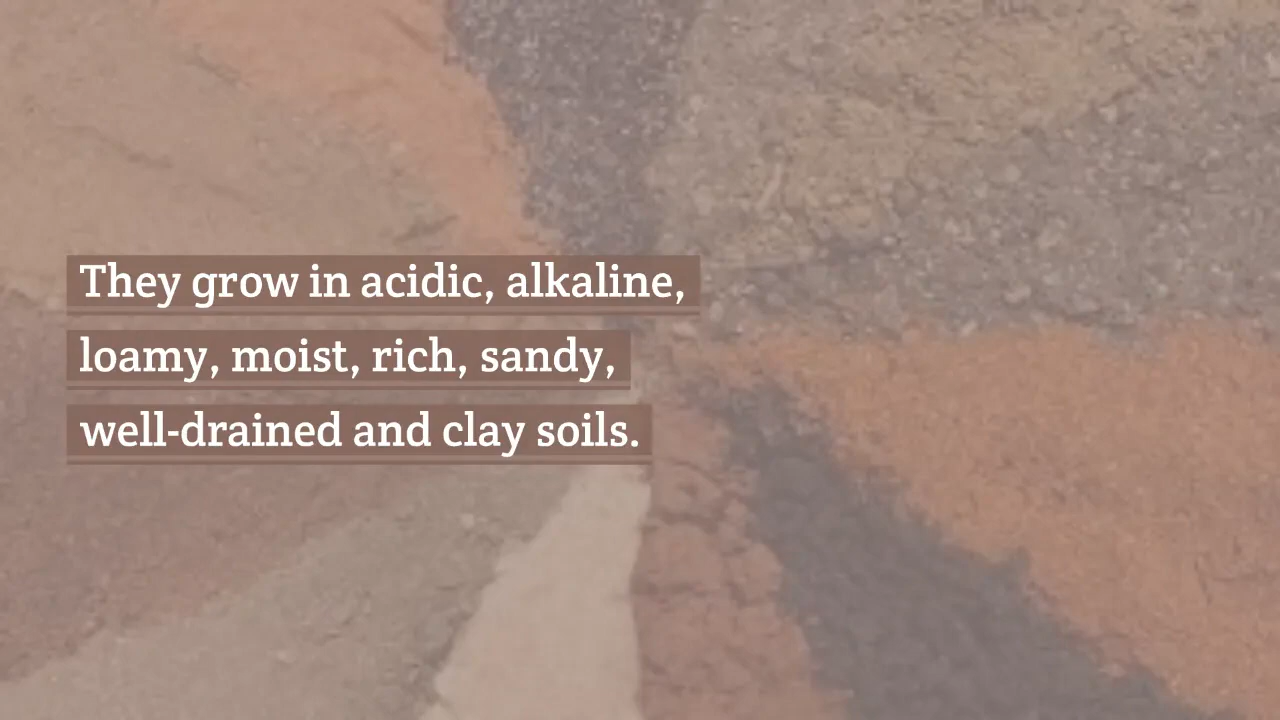 They grow in acidic, alkaline,
loamy, moist, rich, sandy,
well-drained and clay soils.